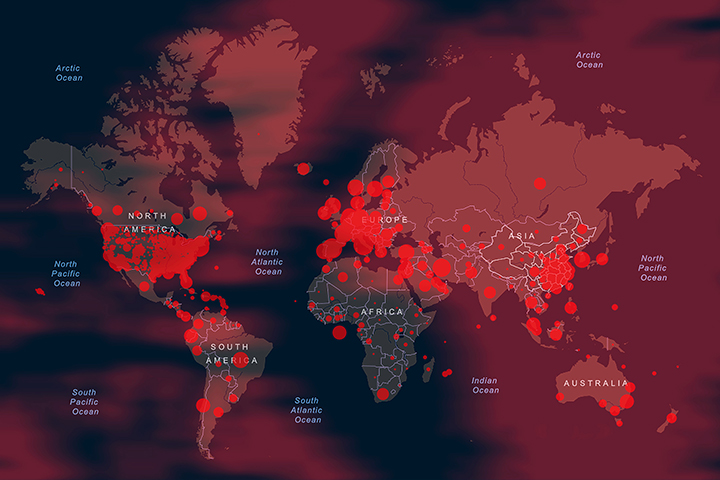 Arctic
Ocean
Arctic
Ocean
NORTH
AMERICA
EUROPE
ASIA
North
Pacific
Ocean
North
Atlantic
Ocean
North
Pacific
Ocean
AFRICA
SOUTH
AMERICA
South
Pacific
Ocean
South
Atlantic
Ocean
Indian
Ocean
AUSTRALIA